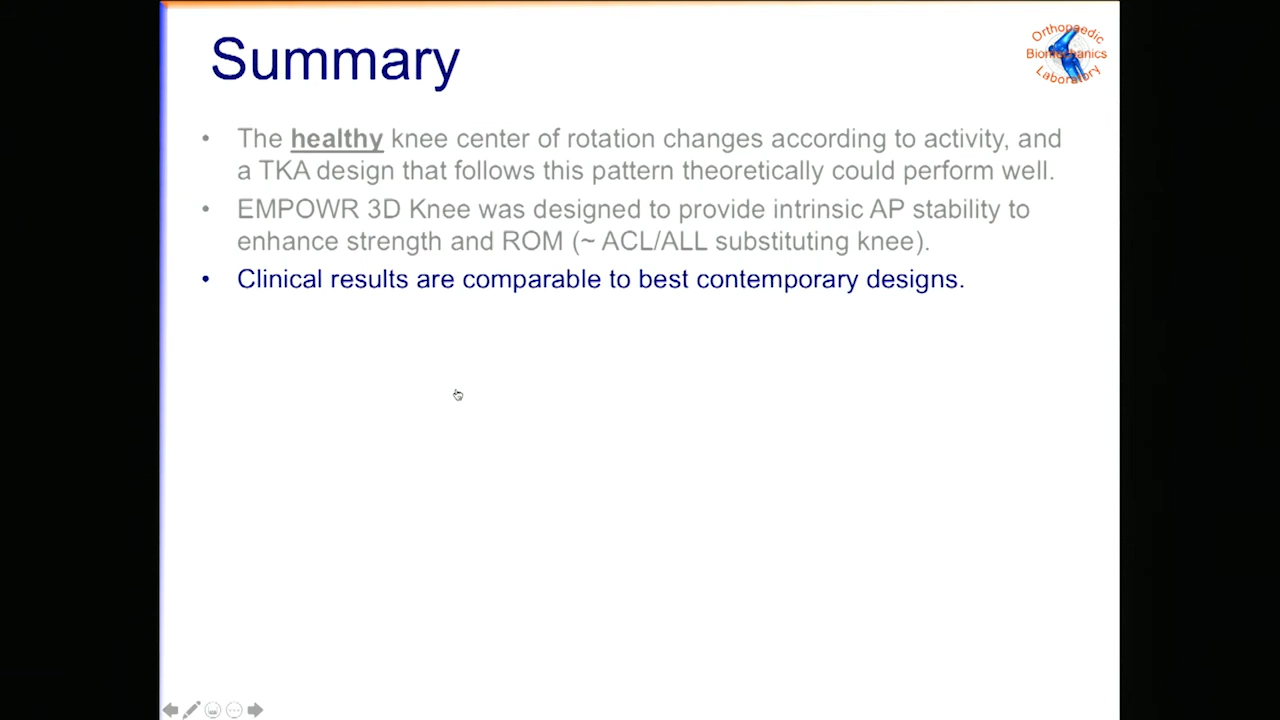 Summary
Orthopaedic
Biomechanics
Laboratory
• The healthy knee center of rotation changes according to activity, and
a TKA design that follows this pattern theoretically could perform well.
• EMPOWR 3D Knee was designed to provide intrinsic AP stability to
enhance strength and ROM (~ ACL/ALL substituting knee).
• Clinical results are comparable to best contemporary designs.